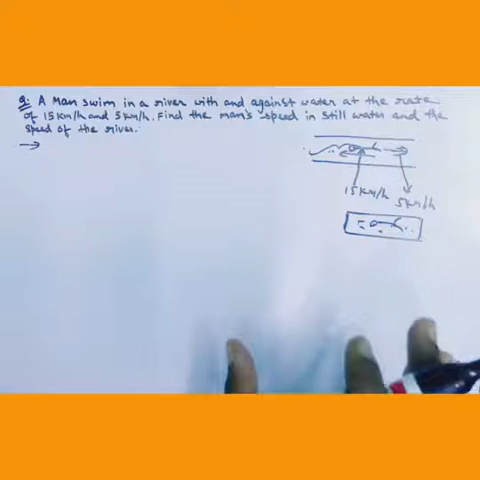 Q. A Man swim in a river with and against water at the rate
of 15 km/h and 5 km/h. Find the man's speed in still water and the
speed of the river.
15 km/h
5 km/h